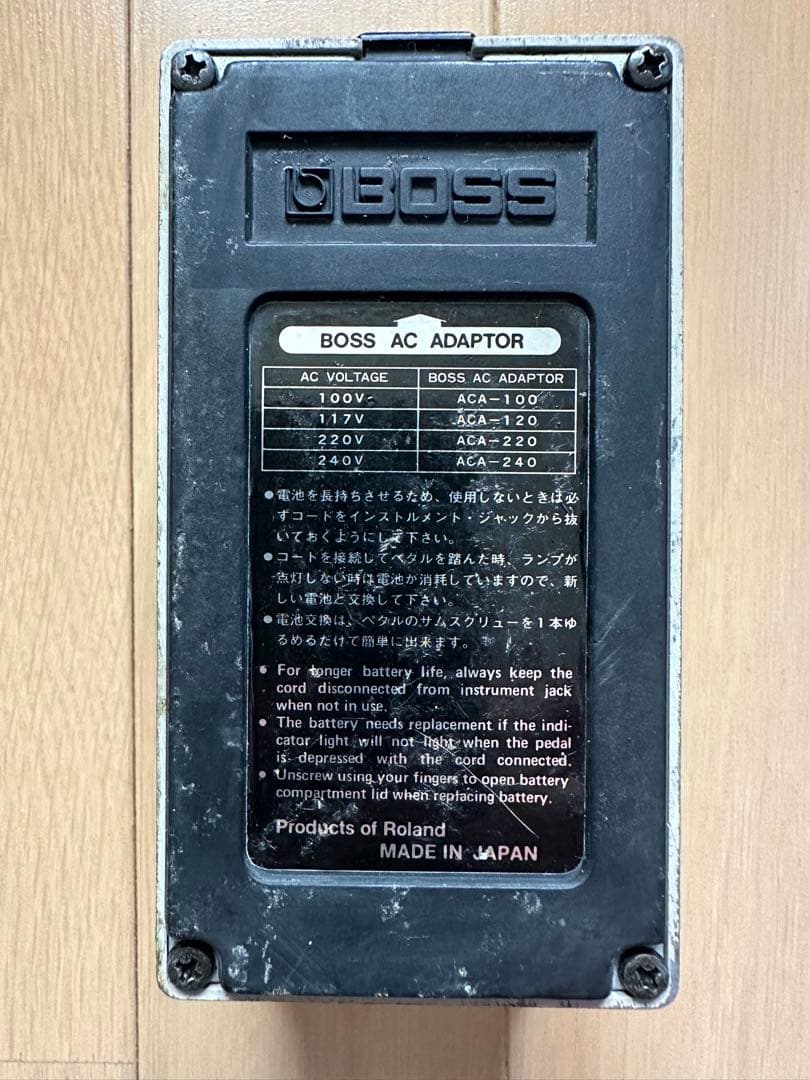 BOSS
BOSS AC ADAPTOR
AC VOLTAGE BOSS AC ADAPTOR
100V ACA-100
117V ACA-120
220V ACA-220
240V ACA-240
●電池を長持ちさせるため、使用しないときは必
ずコードをインストルメント・ジャックから抜
いておくようにして下さい。
●コードを接続してペタルを踏んだ時、ランプが
点灯しない時は電池が消耗していますので、新
しい電池と交換して下さい。
●電池交換は、ペタルのサムスクリューを1本ゆ
るめるだけで簡単に出来ます。
● For longer battery life, always keep the
cord disconnected from instrument jack
when not in use.
● The battery needs replacement if the indi-
cator light will not light when the pedal
is depressed with the cord connected.
● Unscrew using your fingers to open battery
compartment lid when replacing battery.
Products of Roland
MADE IN JAPAN